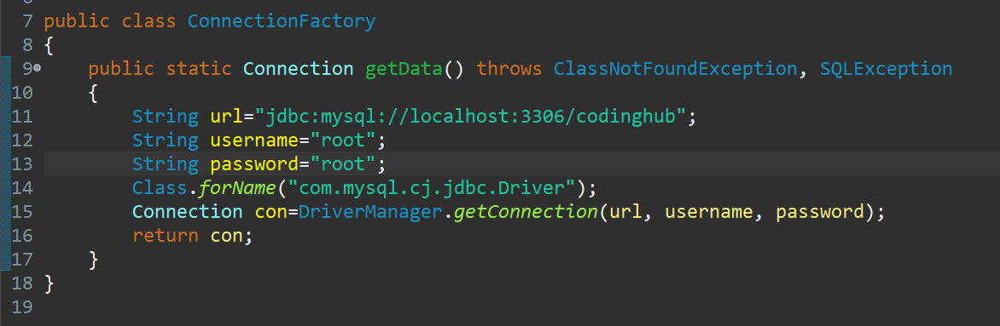 7 public class ConnectionFactory
8 {
9 public static Connection getData() throws ClassNotFoundException, SQLException
10 {
11 String url="jdbc:mysql://localhost:3306/codinghub";
12 String username="root";
13 String password="root";
14 Class.forName("com.mysql.cj.jdbc.Driver");
15 Connection con=DriverManager.getConnection(url, username, password);
16 return con;
17 }
18 }
19